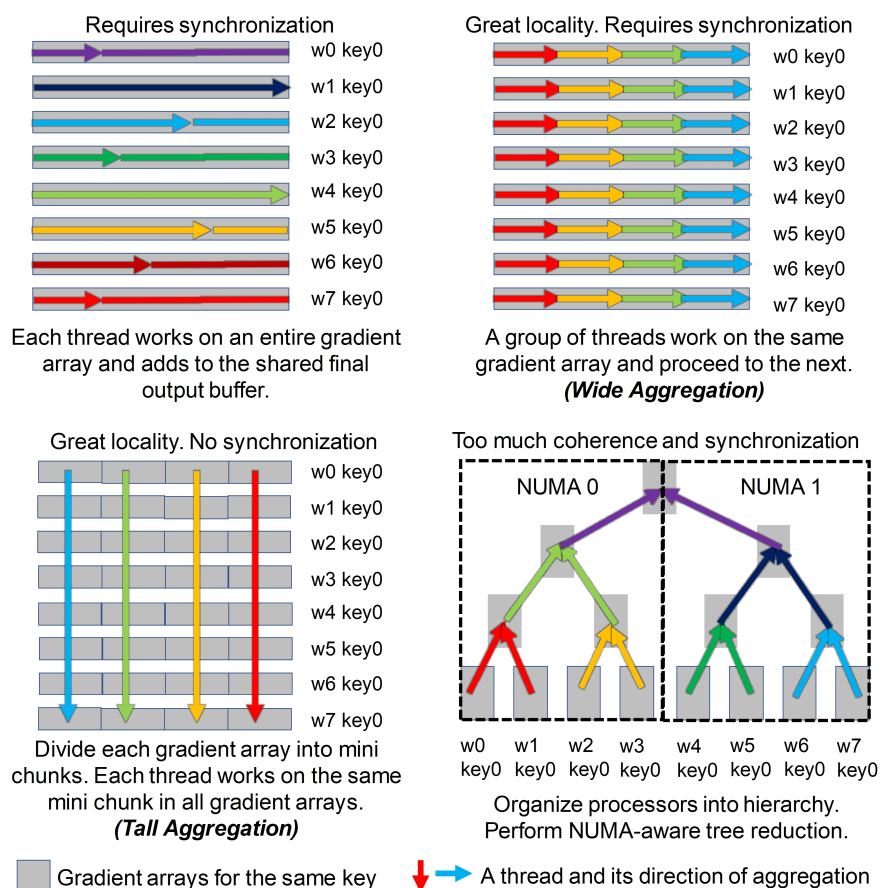 Requires synchronization
w0 key0
w1 key0
w2 key0
w3 key0
w4 key0
w5 key0
w6 key0
w7 key0
Each thread works on an entire gradient
array and adds to the shared final
output buffer.
Great locality. Requires synchronization
w0 key0
w1 key0
w2 key0
w3 key0
w4 key0
w5 key0
w6 key0
w7 key0
A group of threads work on the same
gradient array and proceed to the next.
(Wide Aggregation)
Great locality. No synchronization
w0 key0
w1 key0
w2 key0
w3 key0
w4 key0
w5 key0
w6 key0
w7 key0
Divide each gradient array into mini
chunks. Each thread works on the same
mini chunk in all gradient arrays.
(Tall Aggregation)
Too much coherence and synchronization
NUMA 0 NUMA 1
w0 w1 w2 w3 w4 w5 w6 w7
key0 key0 key0 key0 key0 key0 key0 key0
Organize processors into hierarchy.
Perform NUMA-aware tree reduction.
Gradient arrays for the same key
A thread and its direction of aggregation